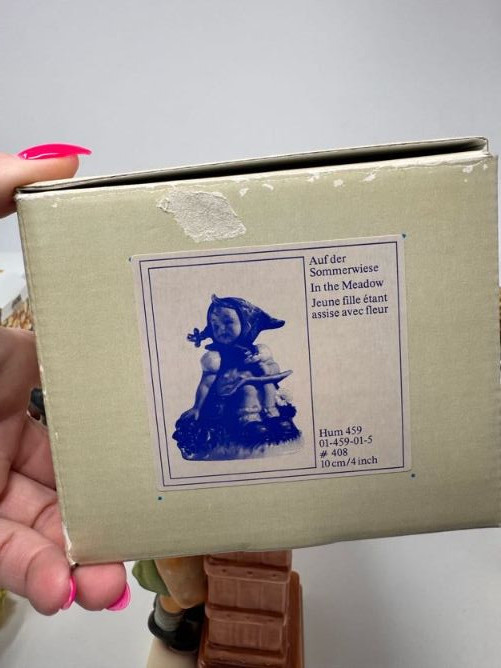 Auf der
Sommerwiese
In the Meadow
Jeune fille étant
assise avec fleur
Hum 459
01-459-01-5
# 408
10 cm/4 inch